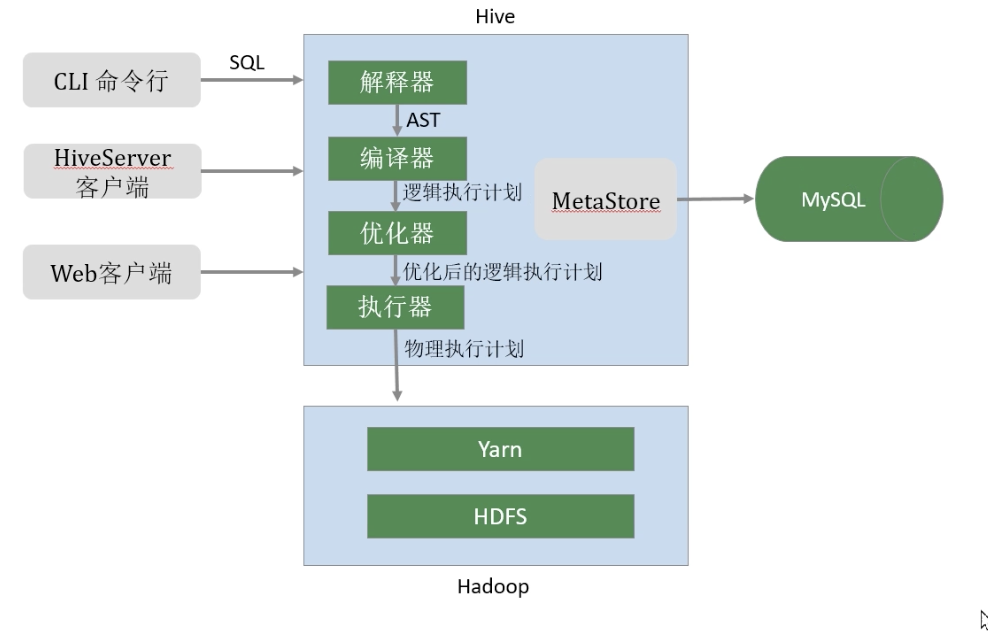 Hive
CLI 命令行
SQL
解释器
AST
HiveServer
客户端
编译器
逻辑执行计划
MetaStore
MySQL
优化器
Web客户端
优化后的逻辑执行计划
执行器
物理执行计划
Yarn
HDFS
Hadoop